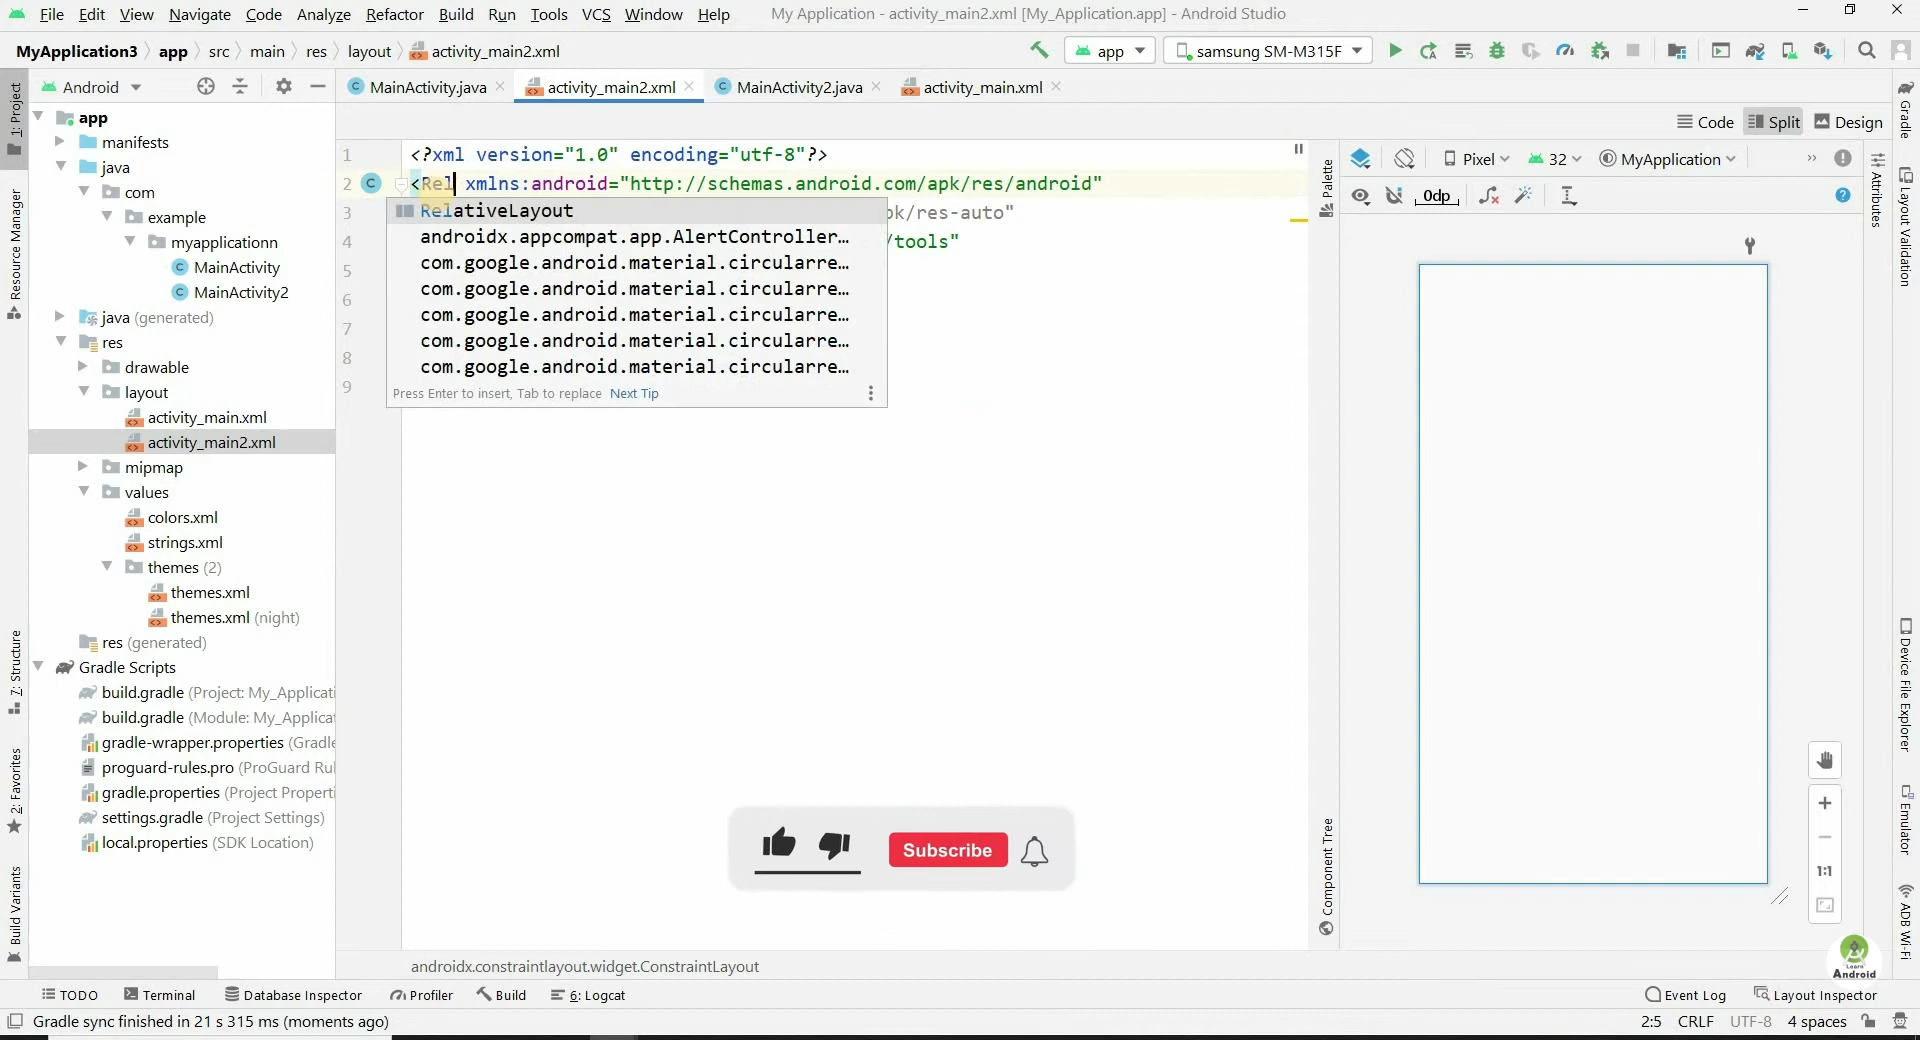 File Edit View Navigate Code Analyze Refactor Build Run Tools VCS Window Help My Application - activity_main2.xml [My_Application.app] - Android Studio
MyApplication3 app src main res layout activity_main2.xml app samsung SM-M315F
1: Project
Resource Manager
7: Structure
2: Favorites
Build Variants
Android
app
manifests
java
com
example
myapplicationn
MainActivity
MainActivity2
java (generated)
res
drawable
layout
activity_main.xml
activity_main2.xml
mipmap
values
colors.xml
strings.xml
themes (2)
themes.xml
themes.xml (night)
res (generated)
Gradle Scripts
build.gradle (Project: My_Applicati
build.gradle (Module: My_Applicat
gradle-wrapper.properties (Gradle
proguard-rules.pro (ProGuard Rul
gradle.properties (Project Properti
settings.gradle (Project Settings)
local.properties (SDK Location)
MainActivity.java activity_main2.xml MainActivity2.java activity_main.xml
Code Split Design
1 <?xml version="1.0" encoding="utf-8"?>
2 <Rel xmlns:android="http://schemas.android.com/apk/res/android"
3 pk/res-auto"
4 /tools"
5
6
7
8
9
RelativeLayout
androidx.appcompat.app.AlertController…
com.google.android.material.circularre…
com.google.android.material.circularre…
com.google.android.material.circularre…
com.google.android.material.circularre…
com.google.android.material.circularre…
Press Enter to insert, Tab to replace Next Tip
Subscribe
androidx.constraintlayout.widget.ConstraintLayout
Palette
Component Tree
Pixel 32 MyApplication
0dp
1:1
Attributes
Gradle
Layout Validation
Device File Explorer
Emulator
ADB Wi-Fi
Learn
Android
TODO Terminal Database Inspector Profiler Build 6: Logcat Event Log Layout Inspector
Gradle sync finished in 21 s 315 ms (moments ago) 2:5 CRLF UTF-8 4 spaces